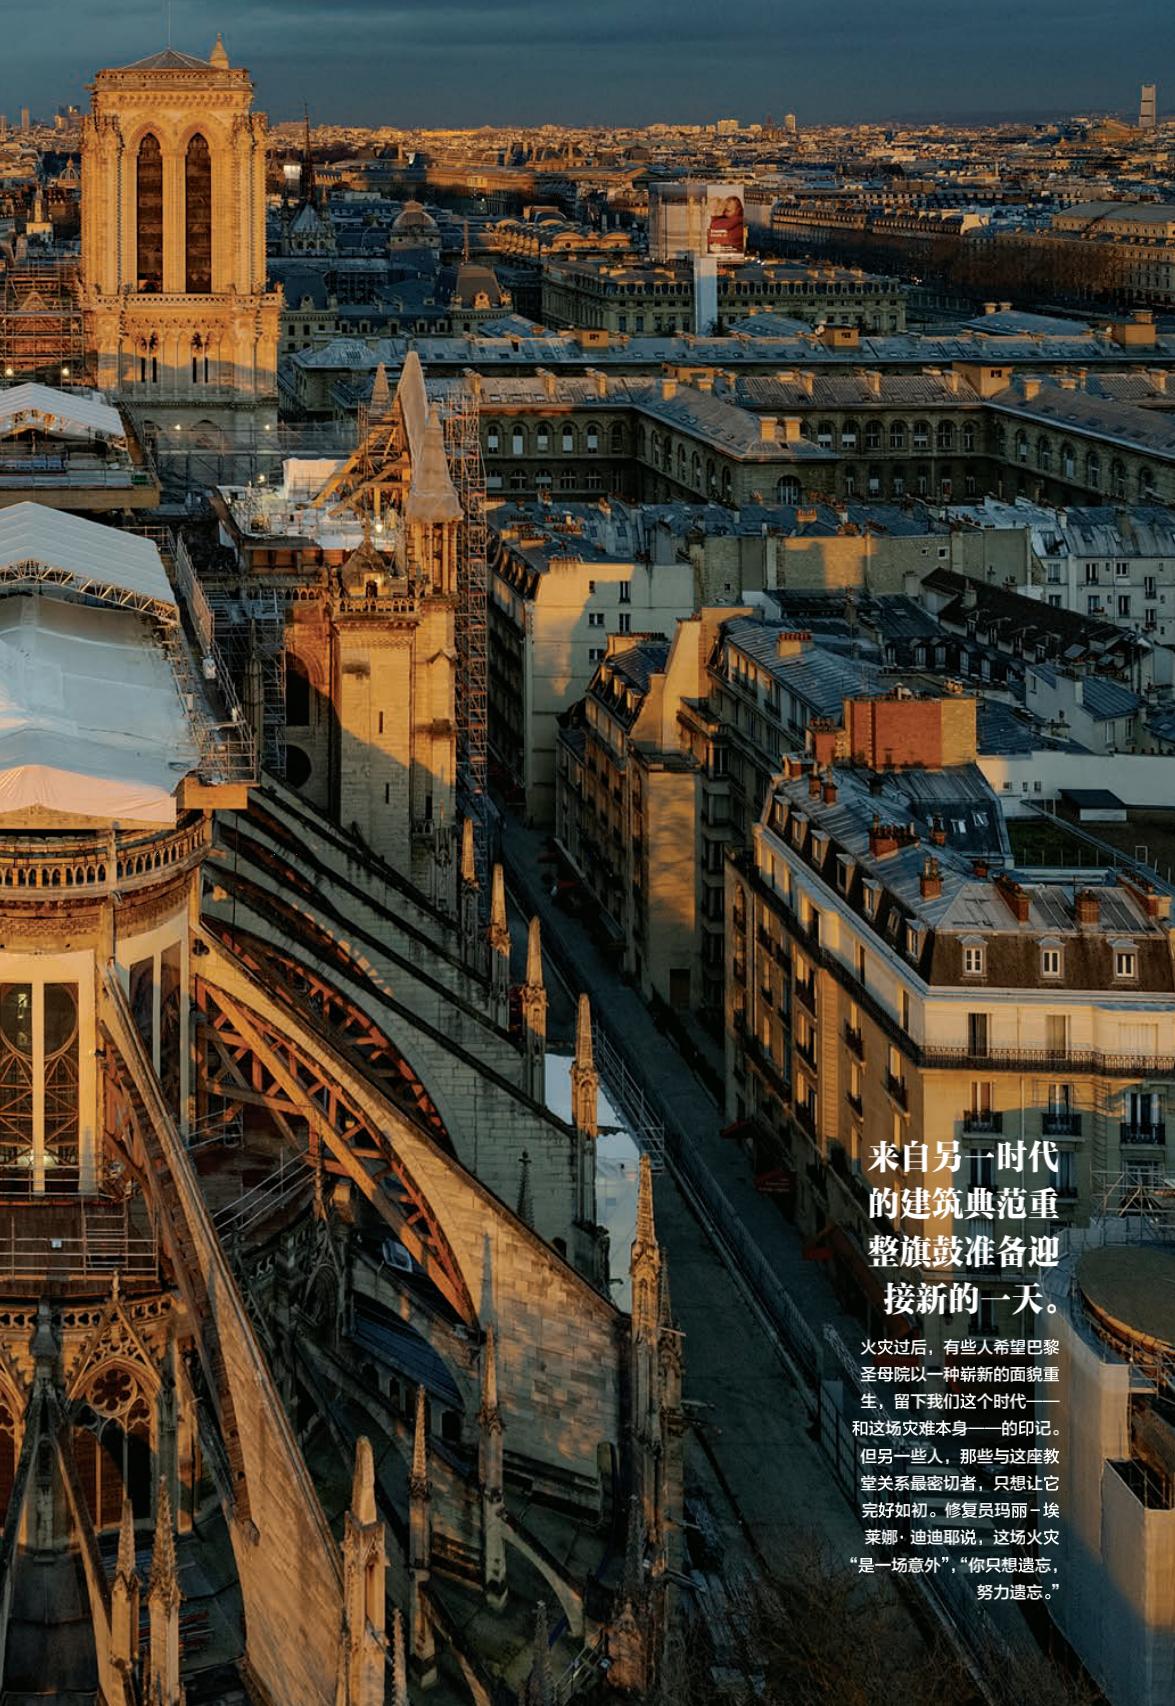 来自另一时代
的建筑典范重
整旗鼓准备迎
接新的一天。
火灾过后，有些人希望巴黎
圣母院以一种崭新的面貌重
生，留下我们这个时代——
和这场灾难本身——的印记。
但另一些人，那些与这座教
堂关系最密切者，只想让它
完好如初。修复员玛丽-埃
莱娜·迪迪耶说，这场火灾
“是一场意外”，“你只想遗忘，
努力遗忘。”